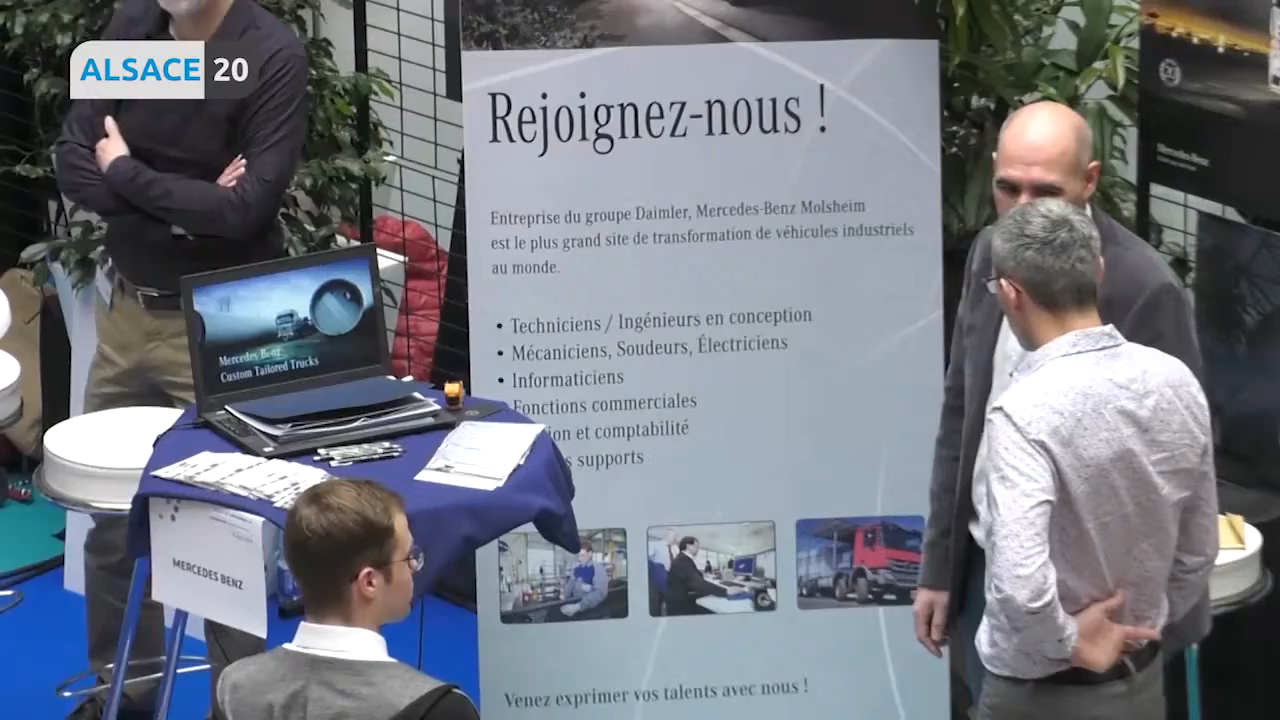 ALSACE 20
Rejoignez-nous !
Entreprise du groupe Daimler, Mercedes-Benz Molsheim
est le plus grand site de transformation de véhicules industriels
au monde.
• Techniciens / Ingénieurs en conception
• Mécaniciens, Soudeurs, Électriciens
• Informaticiens
Fonctions commerciales
et comptabilité
supports
Venez exprimer vos talents avec nous !
Mercedes-Benz
Custom Tailored Trucks
MERCEDES BENZ
Mercedes-Benz